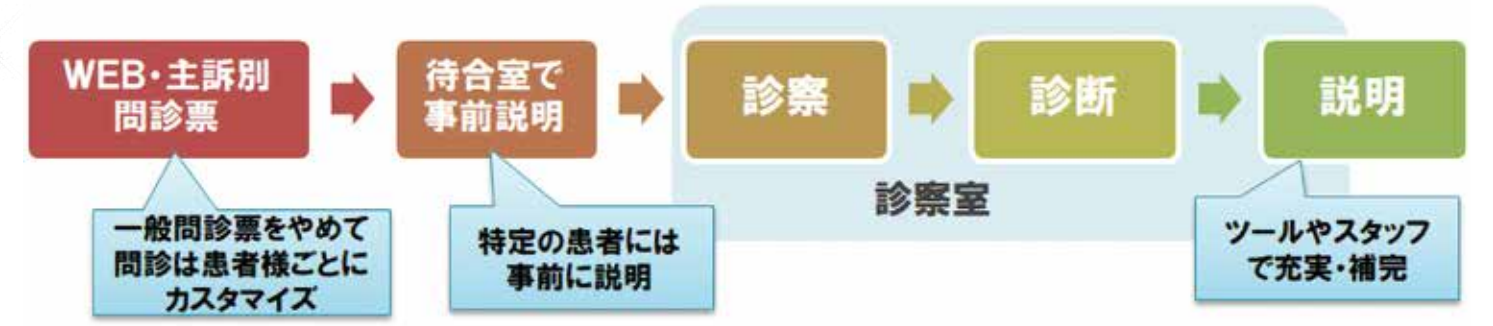 WEB・主訴別
問診票
待合室で
事前説明
診察
診断
説明
診察室
一般問診票をやめて
問診は患者様ごとに
カスタマイズ
特定の患者には
事前に説明
ツールやスタッフ
で充実・補完